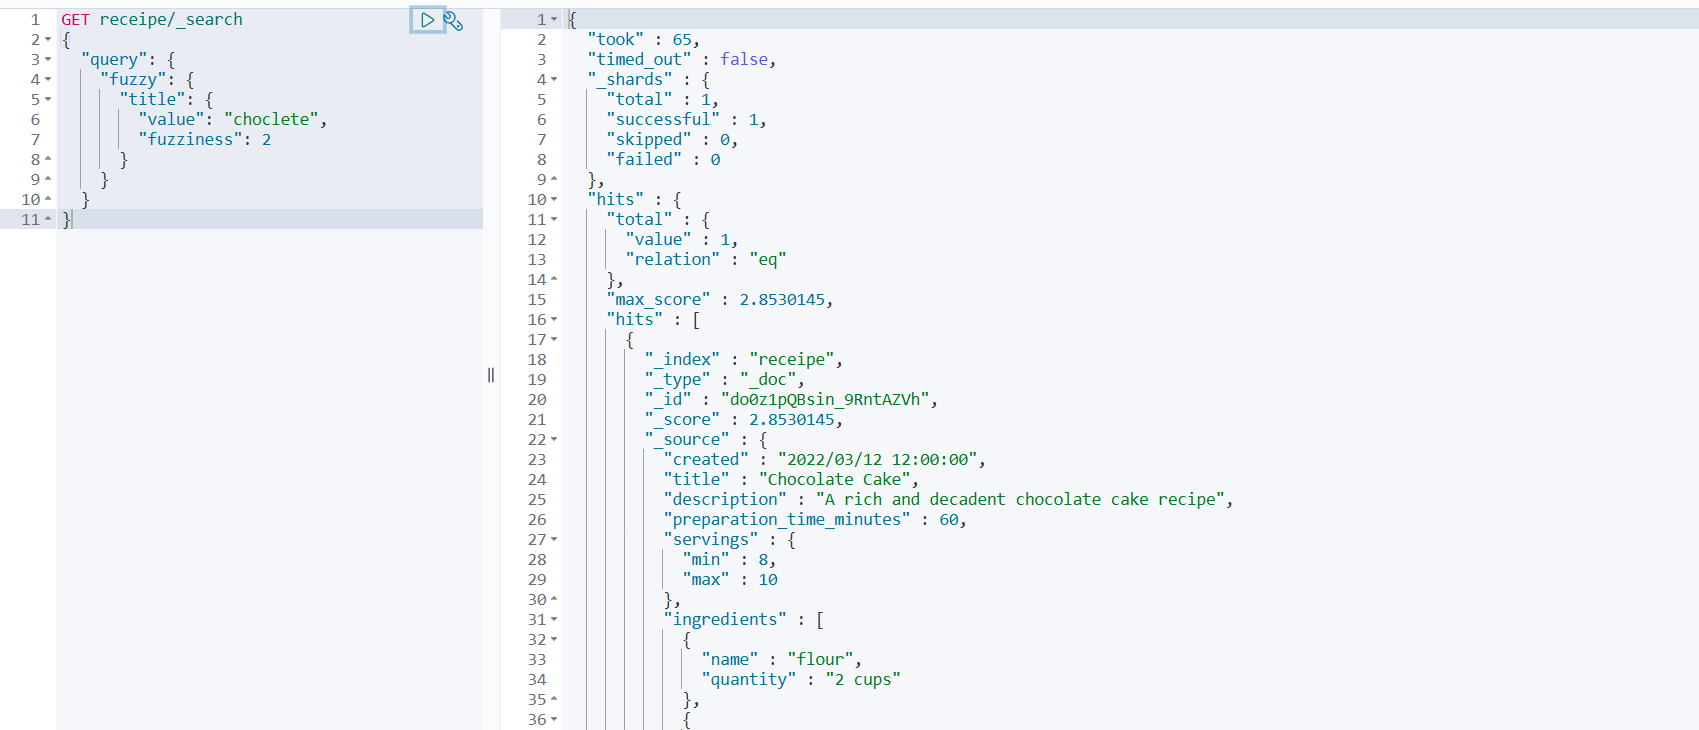 1 GET receipe/_search
2 {
3 "query": {
4 "fuzzy": {
5 "title": {
6 "value": "choclete",
7 "fuzziness": 2
8 }
9 }
10 }
11 }
1 {
2 "took" : 65,
3 "timed_out" : false,
4 "_shards" : {
5 "total" : 1,
6 "successful" : 1,
7 "skipped" : 0,
8 "failed" : 0
9 },
10 "hits" : {
11 "total" : {
12 "value" : 1,
13 "relation" : "eq"
14 },
15 "max_score" : 2.8530145,
16 "hits" : [
17 {
18 "_index" : "receipe",
19 "_type" : "_doc",
20 "_id" : "do0z1pQBsin_9RntAZVh",
21 "_score" : 2.8530145,
22 "_source" : {
23 "created" : "2022/03/12 12:00:00",
24 "title" : "Chocolate Cake",
25 "description" : "A rich and decadent chocolate cake recipe",
26 "preparation_time_minutes" : 60,
27 "servings" : {
28 "min" : 8,
29 "max" : 10
30 },
31 "ingredients" : [
32 {
33 "name" : "flour",
34 "quantity" : "2 cups"
35 },
36 {